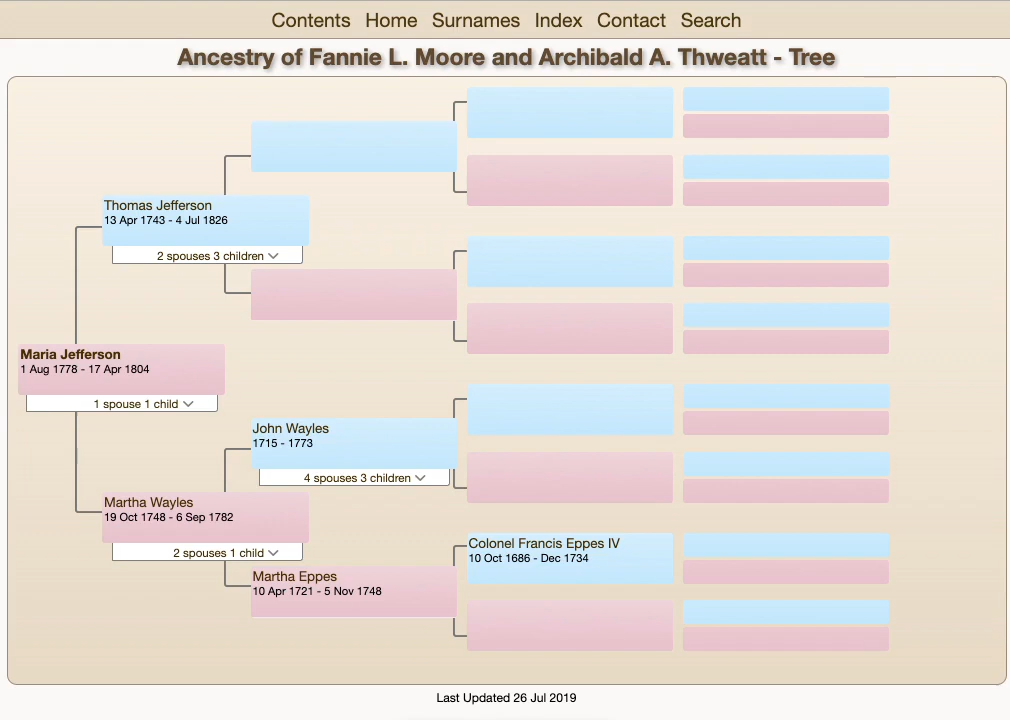 Contents Home Surnames Index Contact Search
Ancestry of Fannie L. Moore and Archibald A. Thweatt - Tree
Thomas Jefferson
13 Apr 1743 - 4 Jul 1826
2 spouses 3 children
Maria Jefferson
1 Aug 1778 - 17 Apr 1804
1 spouse 1 child
John Wayles
1715 - 1773
4 spouses 3 children
Martha Wayles
19 Oct 1748 - 6 Sep 1782
2 spouses 1 child
Colonel Francis Eppes IV
10 Oct 1686 - Dec 1734
Martha Eppes
10 Apr 1721 - 5 Nov 1748
Last Updated 26 Jul 2019